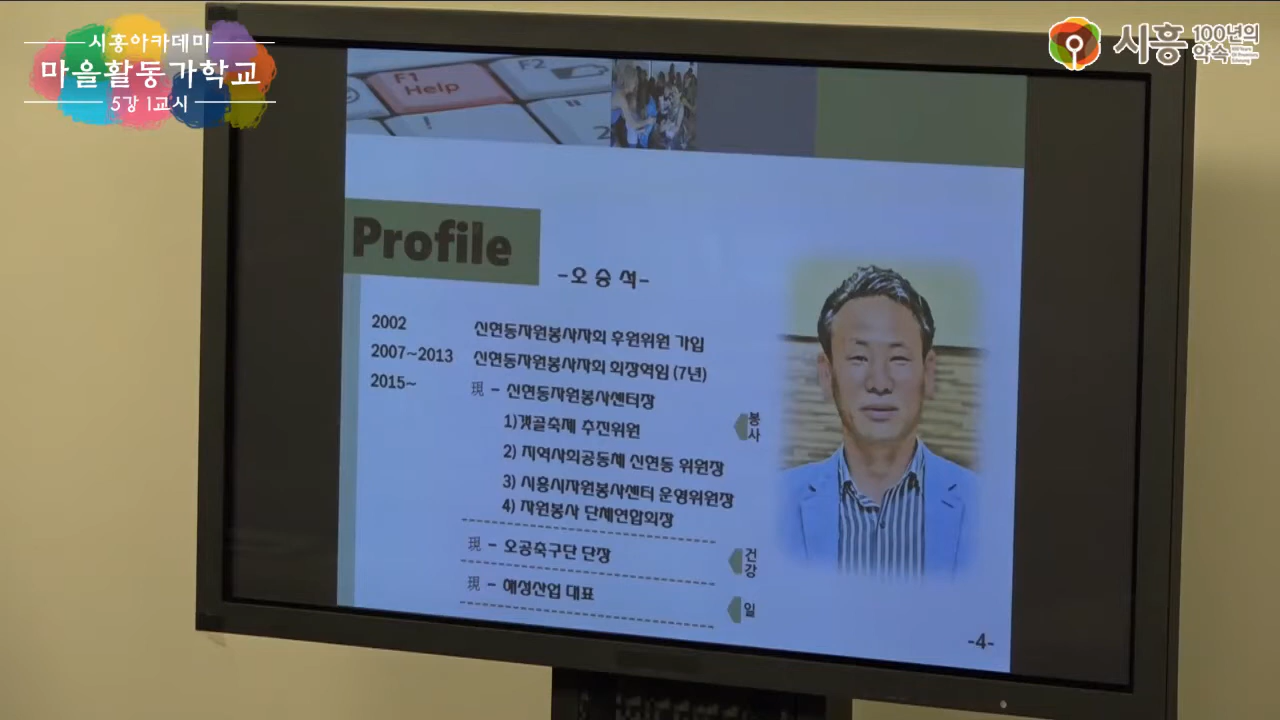 시흥아카데미
마을활동가학교
5강 1교시
시흥 100년의
약속
F1
Help
F2
!
"
2
Profile
-오 승 석-
2002 신현동자원봉사자회 후원위원 가입
2007~2013 신현동자원봉사자회 회장역임 (7년)
2015~ 現 - 신현동자원봉사센터장
1)갯골축제 추진위원
2) 지역사회공동체 신현동 위원장
3) 시흥시자원봉사센터 운영위원장
4) 자원봉사 단체연합회장
봉사
現 - 오공축구단 단장
건강
現 - 혜성산업 대표
일
-4-